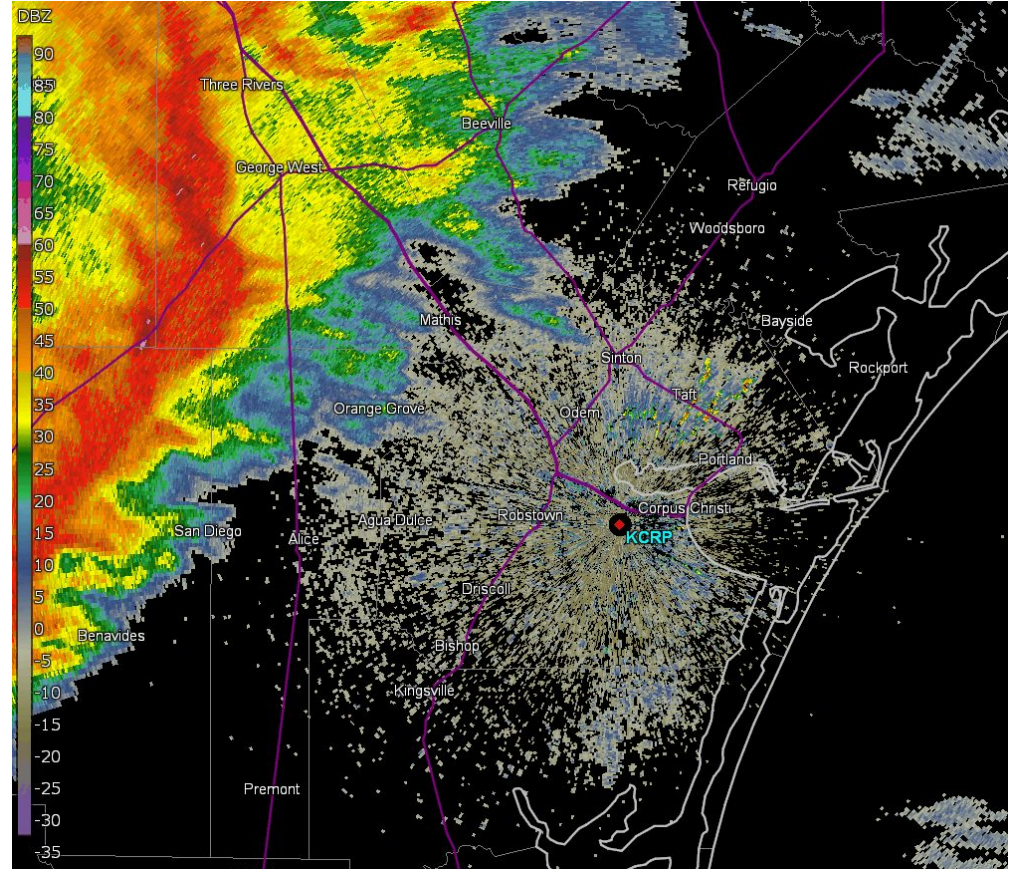 DBZ
90
85
80
75
70
65
60
55
50
45
40
35
30
25
20
15
10
5
0
-5
-10
-15
-20
-25
-30
-35
Three Rivers
Beeville
George West
Refugio
Woodsboro
Mathis
Bayside
Sinton
Rockport
Taft
Orange Grove
Odem
Portland
Corpus Christi
Robstown
Agua Dulce
San Diego
Alice
KCRP
Driscoll
Benavides
Bishop
Kingsville
Premont